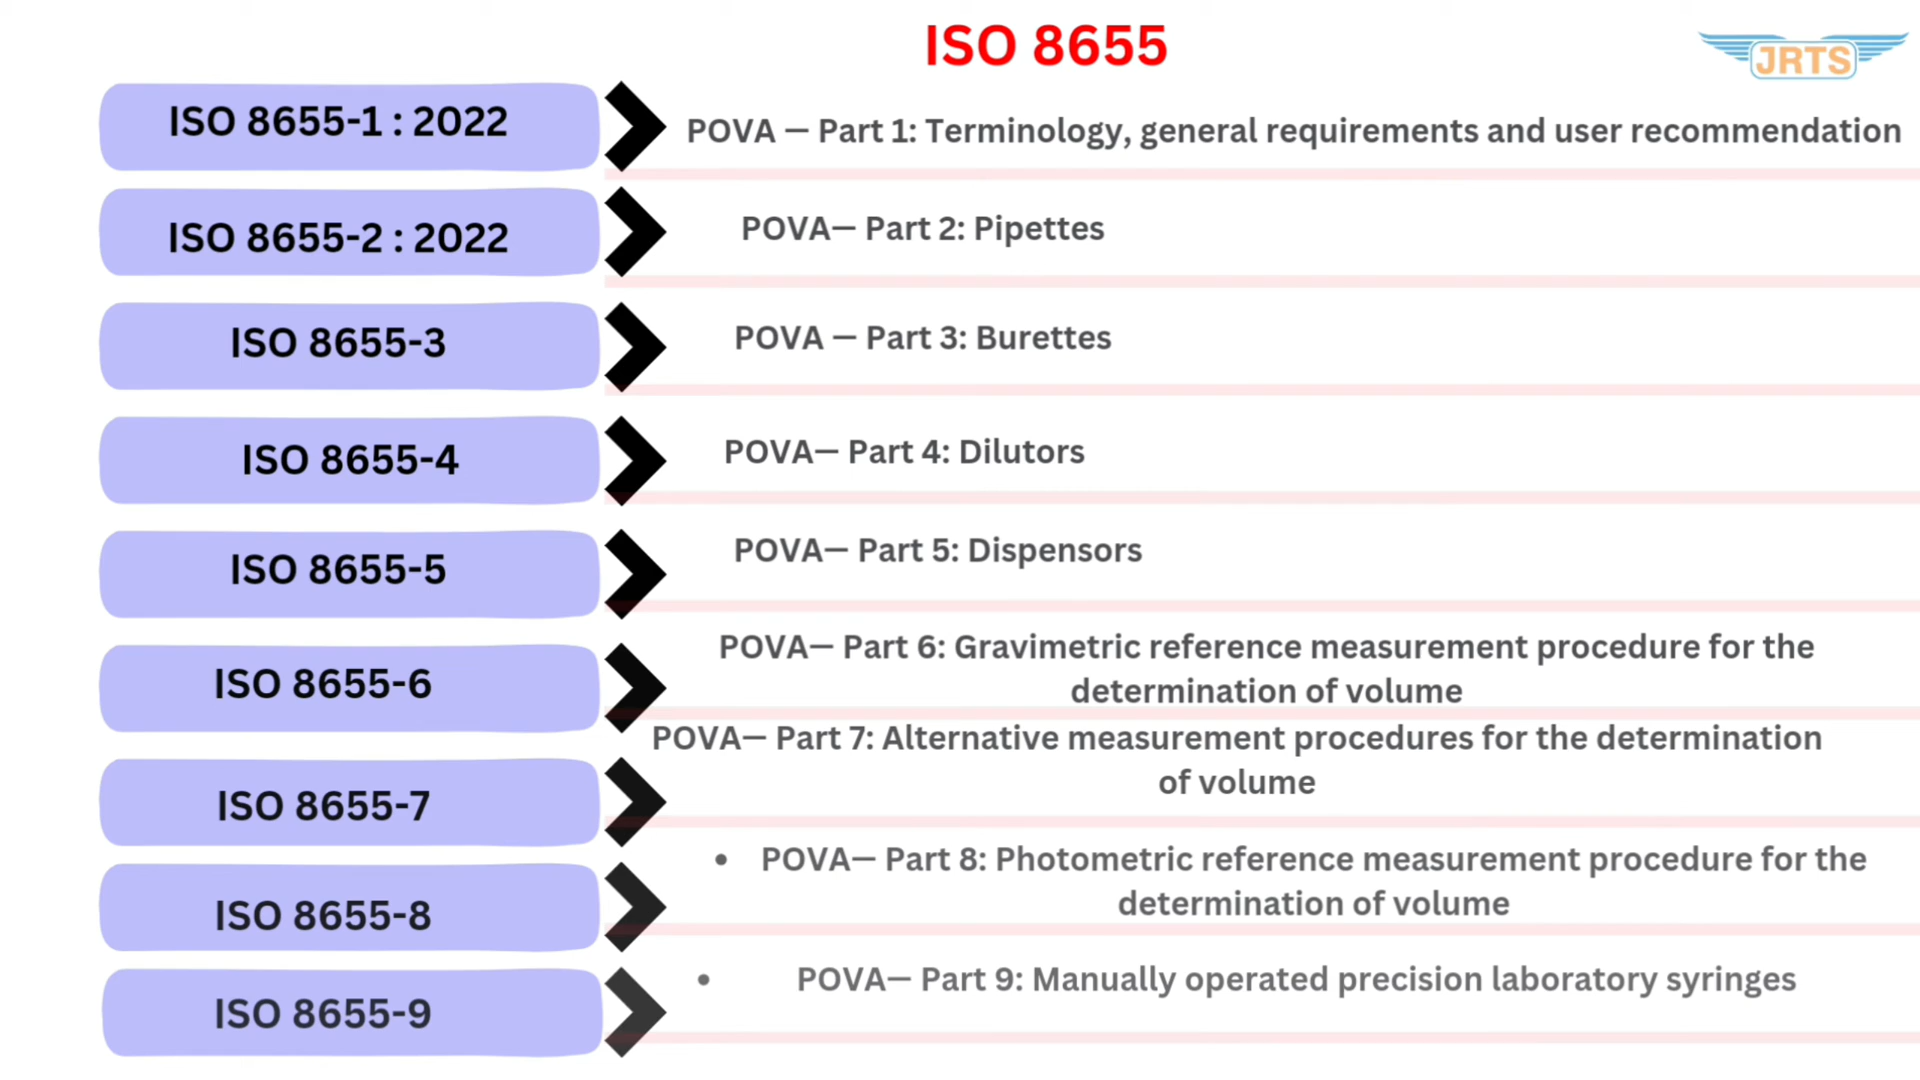 ISO 8655
JRTS
ISO 8655-1 : 2022
POVA – Part 1: Terminology, general requirements and user recommendation
ISO 8655-2 : 2022
POVA– Part 2: Pipettes
ISO 8655-3
POVA – Part 3: Burettes
ISO 8655-4
POVA– Part 4: Dilutors
ISO 8655-5
POVA– Part 5: Dispensors
ISO 8655-6
POVA– Part 6: Gravimetric reference measurement procedure for the
determination of volume
ISO 8655-7
POVA– Part 7: Alternative measurement procedures for the determination
of volume
ISO 8655-8
• POVA– Part 8: Photometric reference measurement procedure for the
determination of volume
ISO 8655-9
• POVA– Part 9: Manually operated precision laboratory syringes